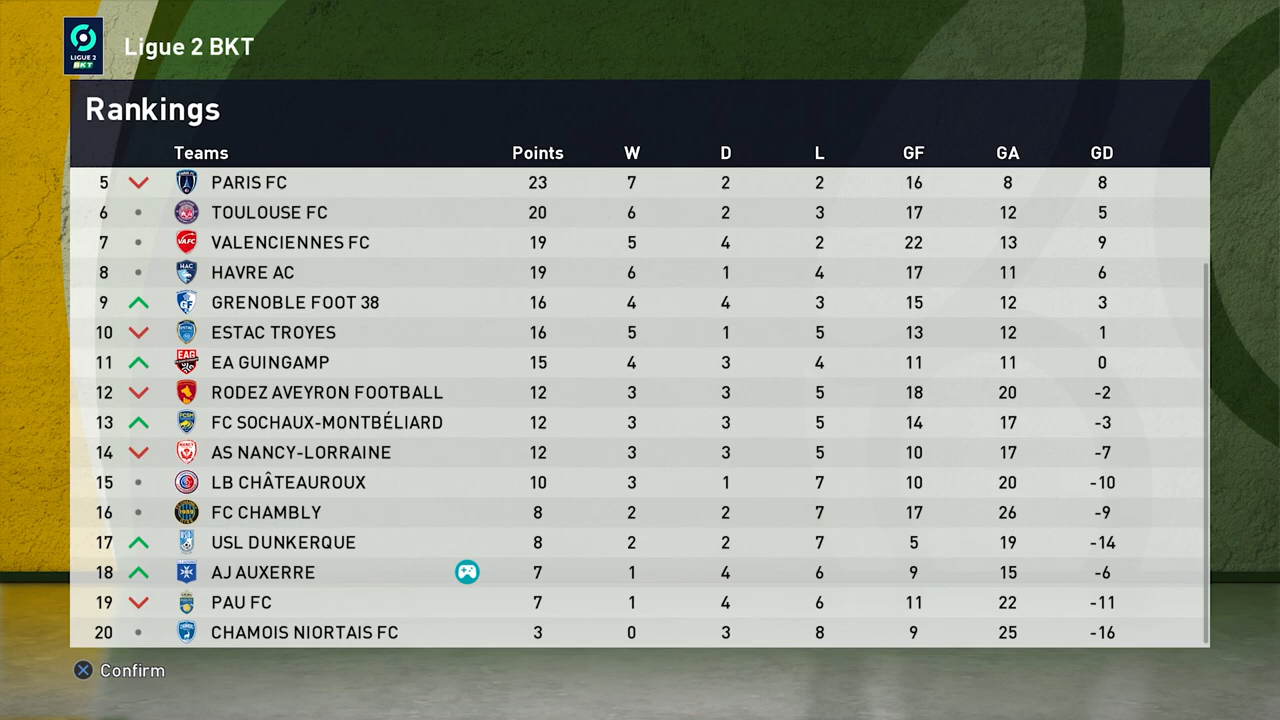 LIGUE 2
BKT
Ligue 2 BKT
Rankings
Teams Points W D L GF GA GD
5 PARIS FC 23 7 2 2 16 8 8
6 TOULOUSE FC 20 6 2 3 17 12 5
7 VALENCIENNES FC 19 5 4 2 22 13 9
8 HAVRE AC 19 6 1 4 17 11 6
9 GRENOBLE FOOT 38 16 4 4 3 15 12 3
10 ESTAC TROYES 16 5 1 5 13 12 1
11 EA GUINGAMP 15 4 3 4 11 11 0
12 RODEZ AVEYRON FOOTBALL 12 3 3 5 18 20 -2
13 FC SOCHAUX-MONTBÉLIARD 12 3 3 5 14 17 -3
14 AS NANCY-LORRAINE 12 3 3 5 10 17 -7
15 LB CHÂTEAUROUX 10 3 1 7 10 20 -10
16 FC CHAMBLY 8 2 2 7 17 26 -9
17 USL DUNKERQUE 8 2 2 7 5 19 -14
18 AJ AUXERRE 7 1 4 6 9 15 -6
19 PAU FC 7 1 4 6 11 22 -11
20 CHAMOIS NIORTAIS FC 3 0 3 8 9 25 -16
Confirm